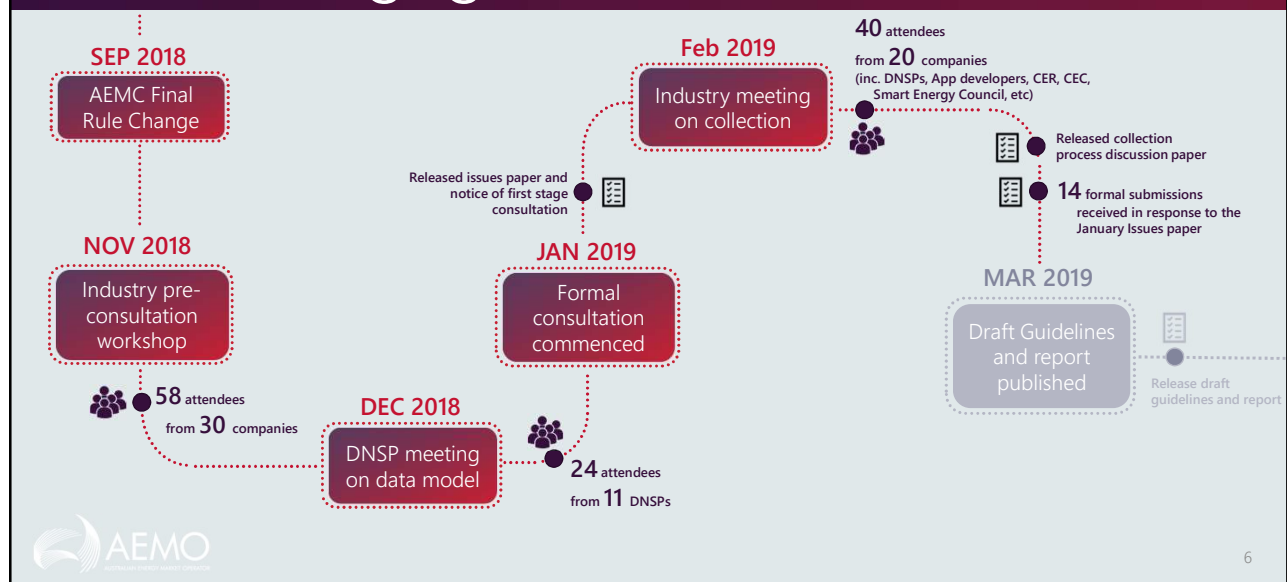 SEP 2018
AEMC Final
Rule Change
NOV 2018
Industry pre-
consultation
workshop
58 attendees
from 30 companies
DEC 2018
DNSP meeting
on data model
24 attendees
from 11 DNSPs
JAN 2019
Formal
consultation
commenced
Released issues paper and
notice of first stage
consultation
Feb 2019
Industry meeting
on collection
40 attendees
from 20 companies
(inc. DNSPs, App developers, CER, CEC,
Smart Energy Council, etc)
Released collection
process discussion paper
14 formal submissions
received in response to the
January Issues paper
MAR 2019
Draft Guidelines
and report
published
Release draft
guidelines and report
AEMO
AUSTRALIAN ENERGY MARKET OPERATOR
6